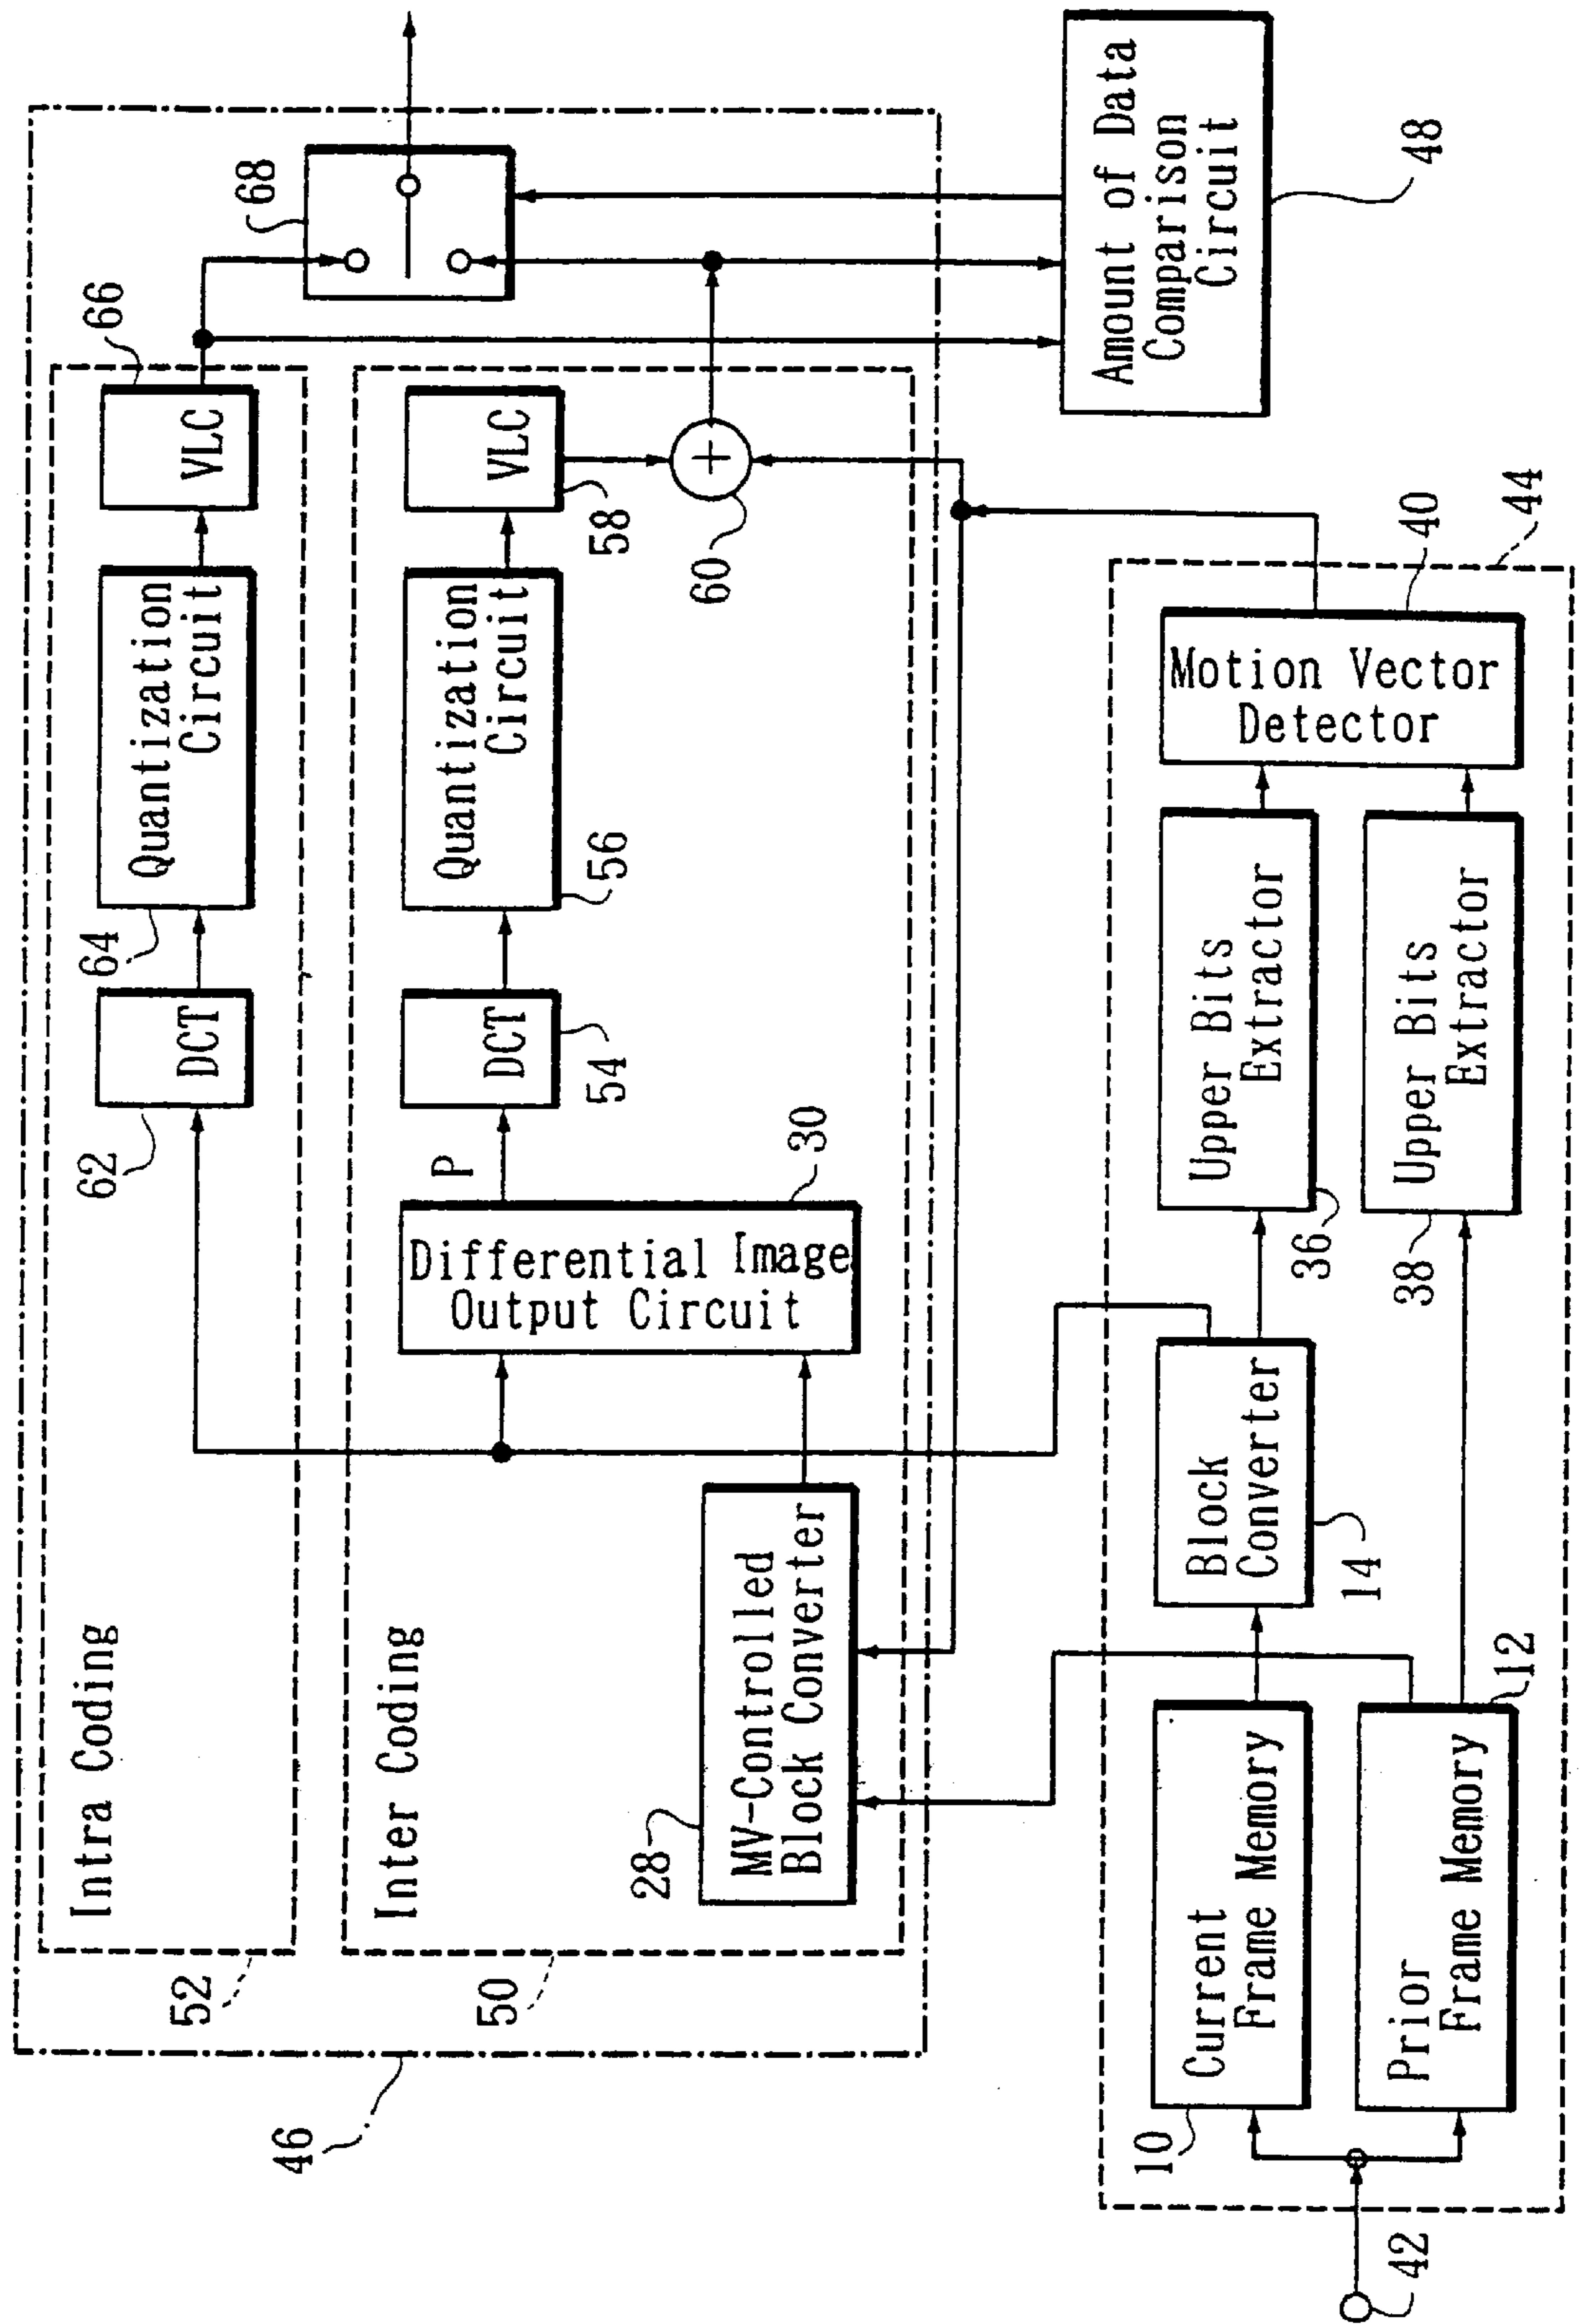 46
52
Intra Coding
62
DCT
64
Quantization
Circuit
66
VLC
68
50
Inter Coding
28
MV-Controlled
Block Converter
Differential Image
Output Circuit
30
P
DCT
54
Quantization
Circuit
56
VLC
58
60
Amount of Data
Comparison
Circuit
48
42
10
Current
Frame Memory
Prior
Frame Memory
12
Block
Converter
14
Upper Bits
Extractor
36
Upper Bits
Extractor
38
Motion Vector
Detector
40
44